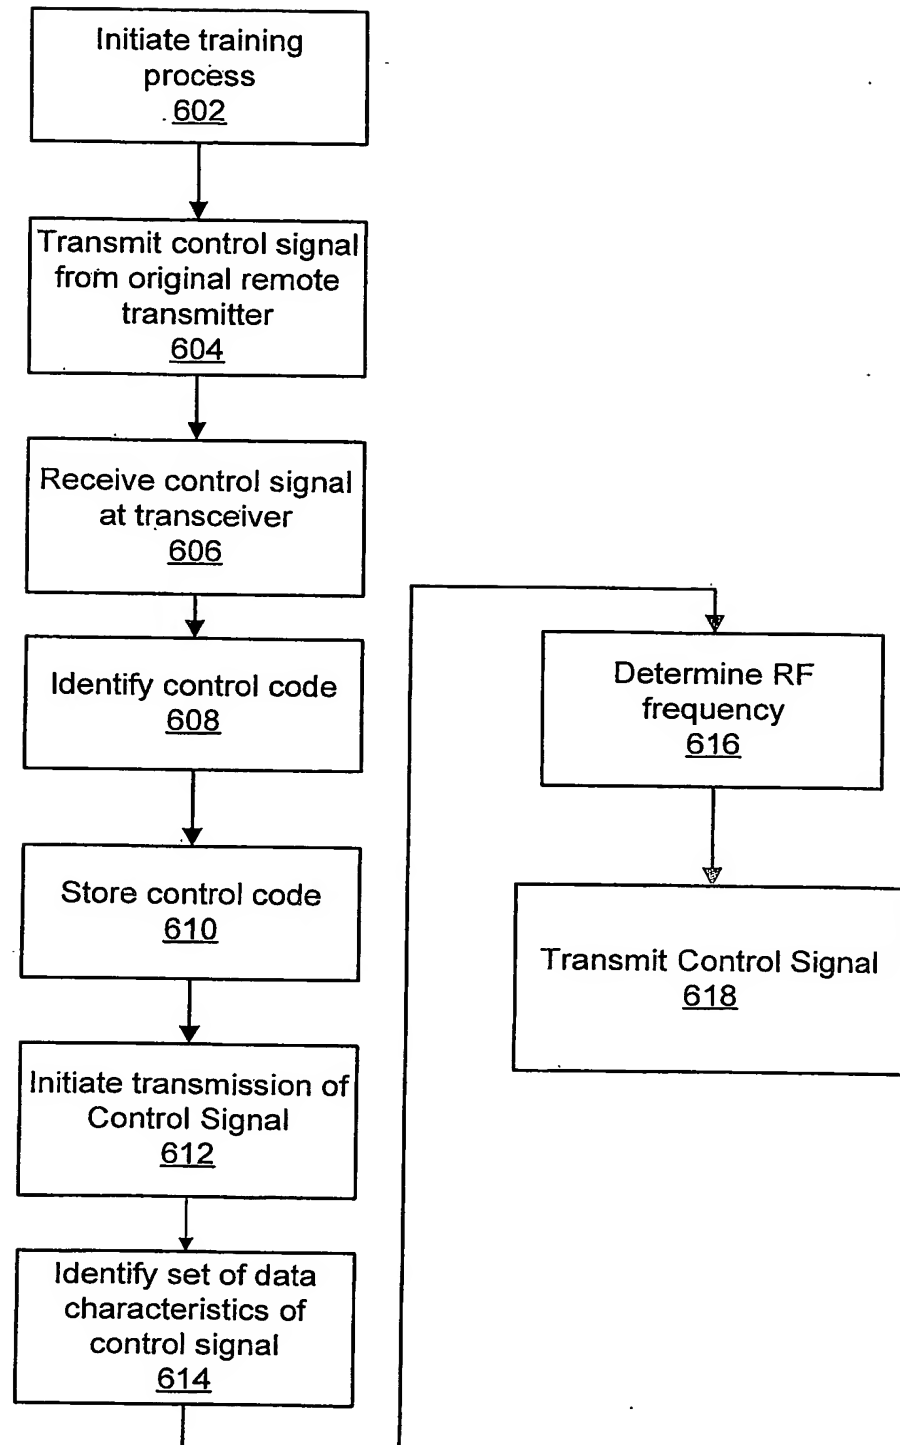 Initiate training
process
602
Transmit control signal
from original remote
transmitter
604
Receive control signal
at transceiver
606
Identify control code
608
Store control code
610
Initiate transmission of
Control Signal
612
Identify set of data
characteristics of
control signal
614
Determine RF
frequency
616
Transmit Control Signal
618